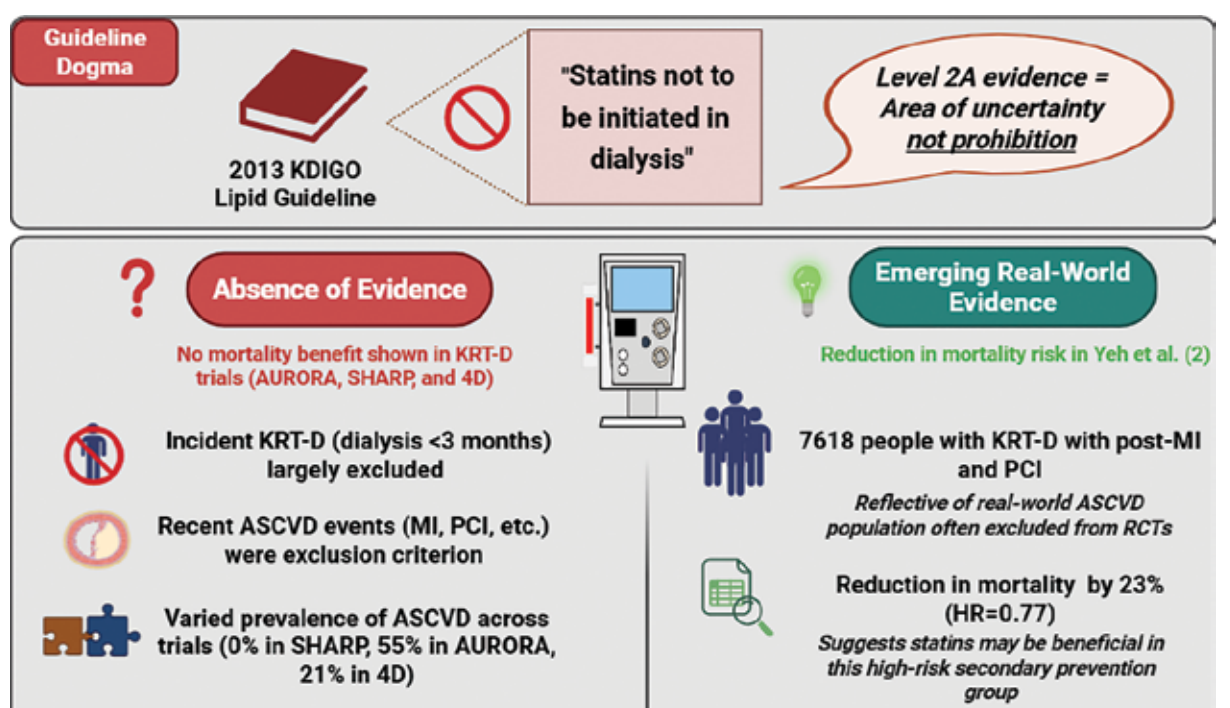 Guideline
Dogma
2013 KDIGO
Lipid Guideline
"Statins not to
be initiated in
dialysis"
Level 2A evidence =
Area of uncertainty
not prohibition
Absence of Evidence
No mortality benefit shown in KRT-D
trials (AURORA, SHARP, and 4D)
Incident KRT-D (dialysis <3 months)
largely excluded
Recent ASCVD events (MI, PCI, etc.)
were exclusion criterion
Varied prevalence of ASCVD across
trials (0% in SHARP, 55% in AURORA,
21% in 4D)
Emerging Real-World
Evidence
Reduction in mortality risk in Yeh et al. (2)
7618 people with KRT-D with post-MI
and PCI
Reflective of real-world ASCVD
population often excluded from RCTs
Reduction in mortality by 23%
(HR=0.77)
Suggests statins may be beneficial in
this high-risk secondary prevention
group